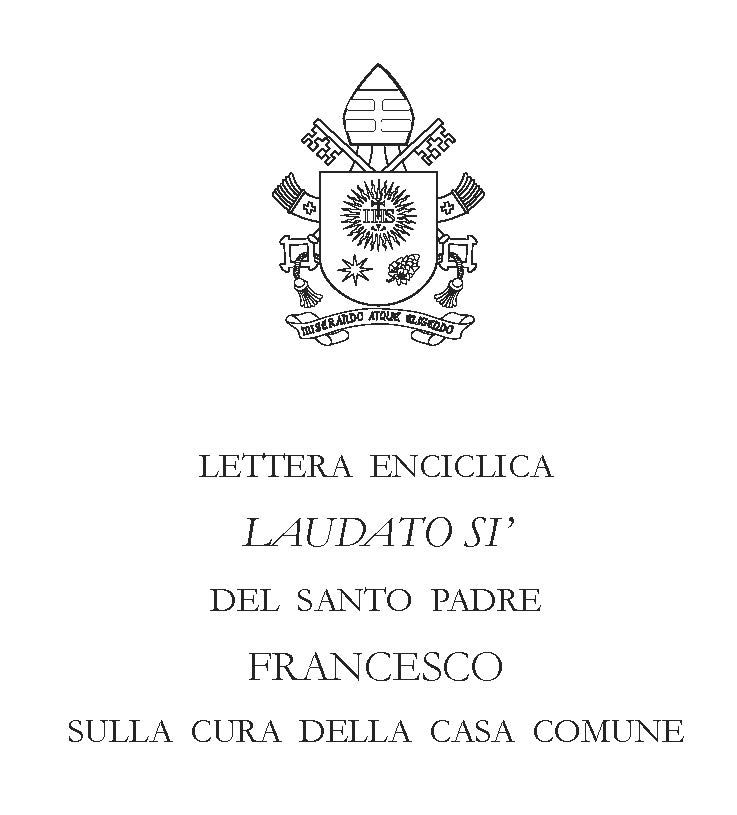 IHS
MISERANDO ATQUE ELIGENDO
LETTERA ENCICLICA
LAUDATO SI’
DEL SANTO PADRE
FRANCESCO
SULLA CURA DELLA CASA COMUNE